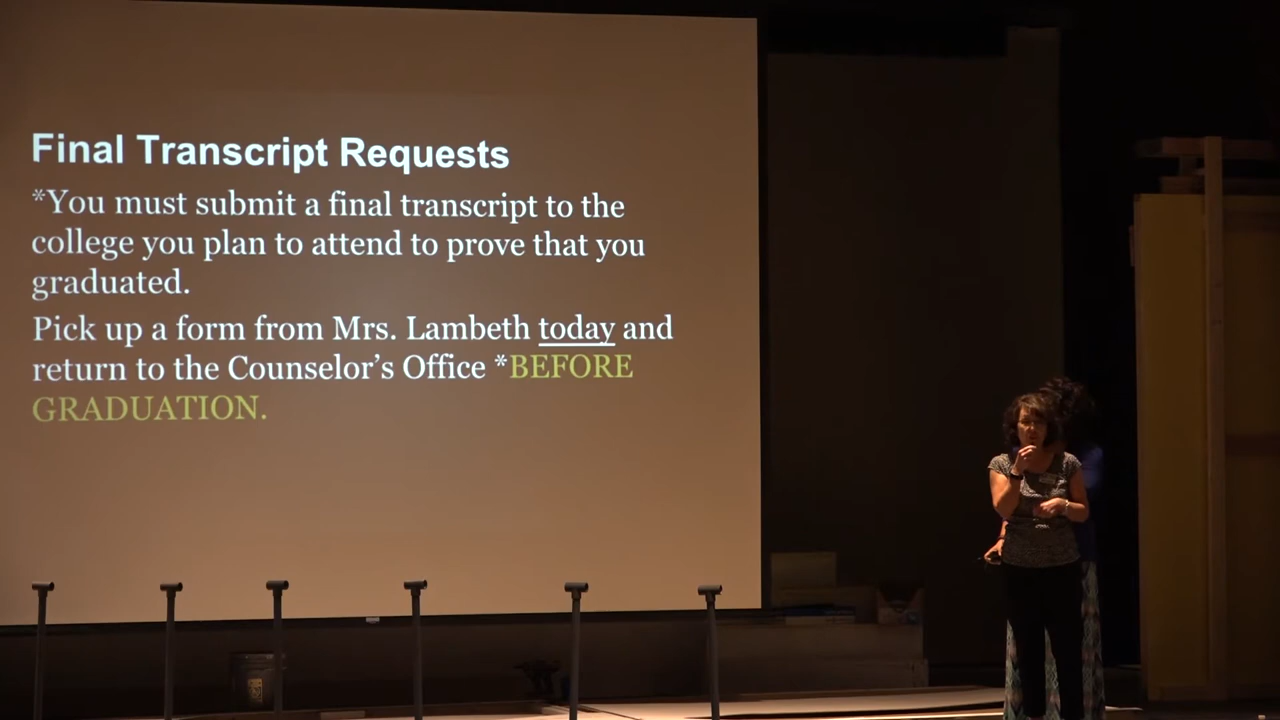 Final Transcript Requests
*You must submit a final transcript to the
college you plan to attend to prove that you
graduated.
Pick up a form from Mrs. Lambeth today and
return to the Counselor’s Office *BEFORE
GRADUATION.